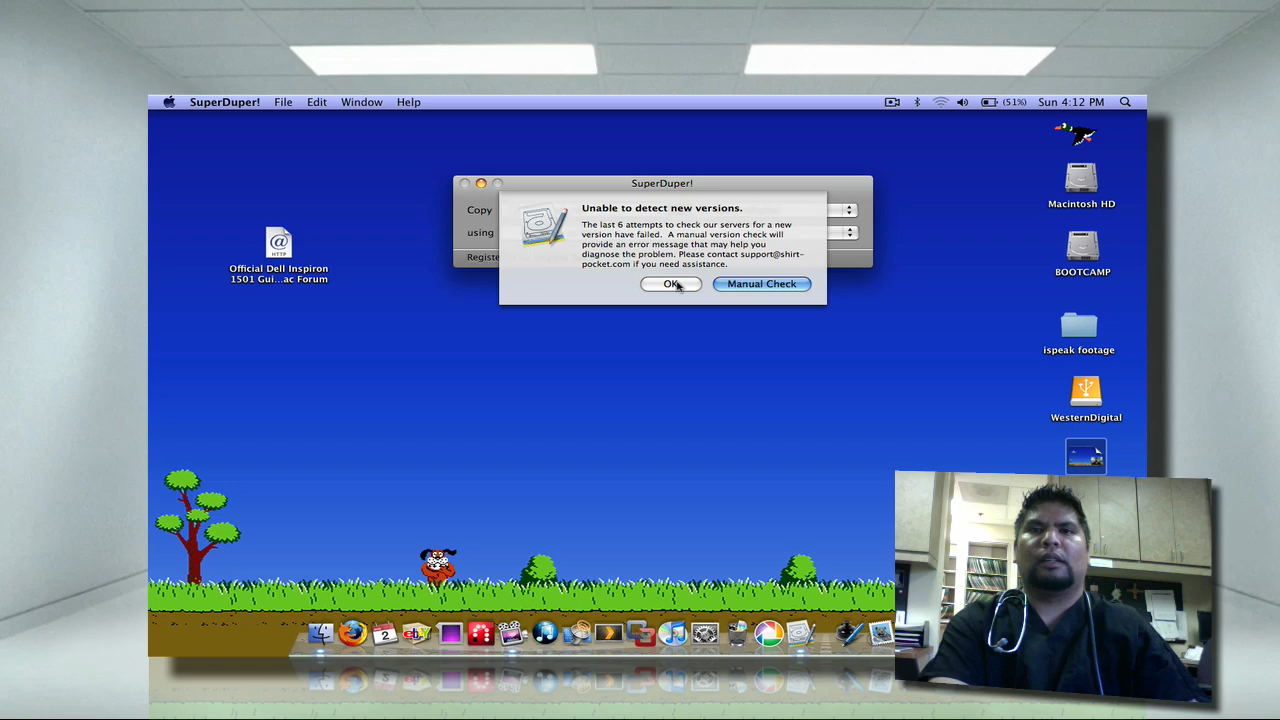 SuperDuper! File Edit Window Help (51%) Sun 4:12 PM
SuperDuper!
Unable to detect new versions.
Copy
The last 6 attempts to check our servers for a new
version have failed. A manual version check will
using
provide an error message that may help you
diagnose the problem. Please contact support@shirt-
Registe
pocket.com if you need assistance.
OK Manual Check
HTTP
Official Dell Inspiron
1501 Gui...ac Forum
Macintosh HD
BOOTCAMP
ispeak footage
WesternDigital
2